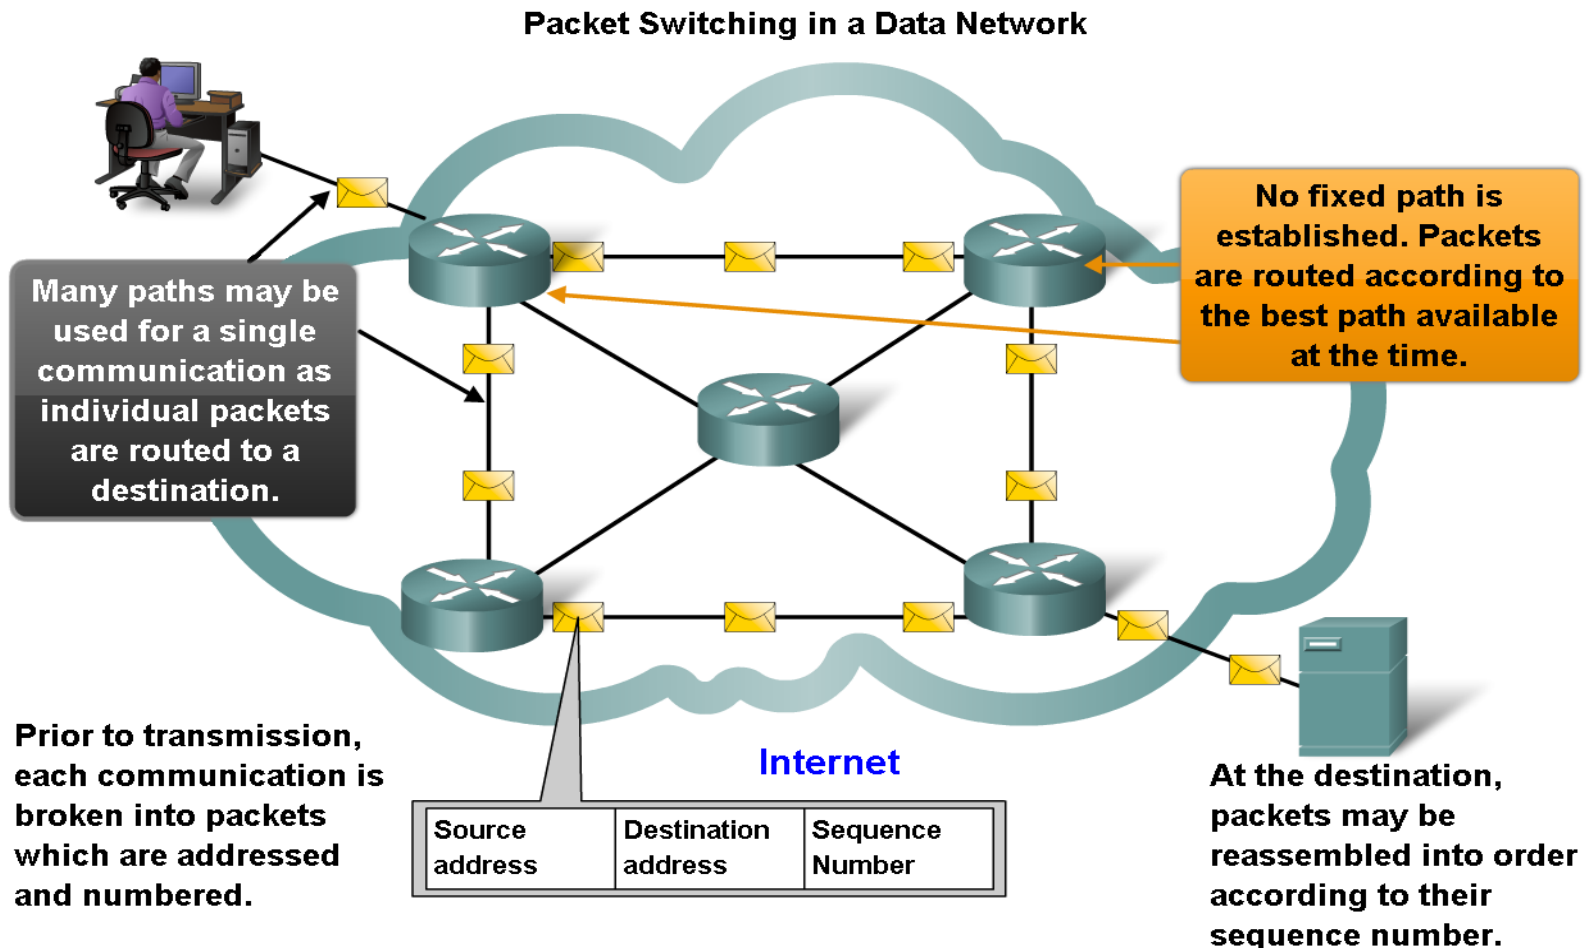 Packet Switching in a Data Network
No fixed path is
established. Packets
are routed according to
the best path available
at the time.
Many paths may be
used for a single
communication as
individual packets
are routed to a
destination.
Prior to transmission,
each communication is
broken into packets
which are addressed
and numbered.
Internet
Source
address
Destination
address
Sequence
Number
At the destination,
packets may be
reassembled into order
according to their
sequence number.